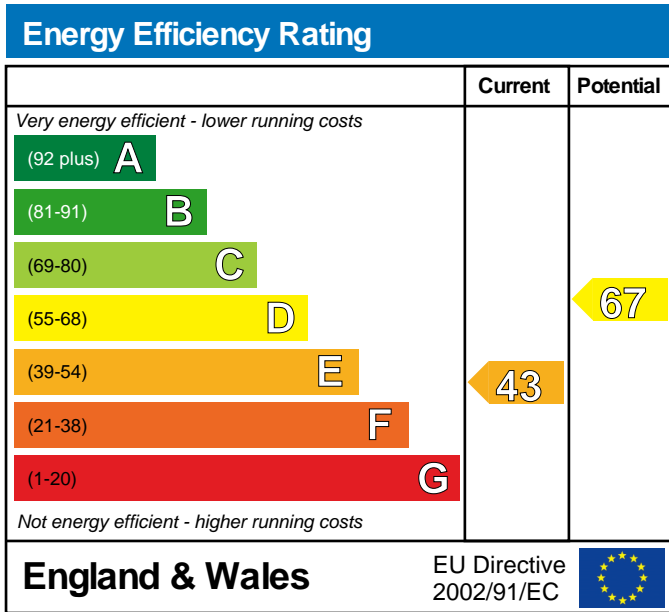 Energy Efficiency Rating
Current Potential
Very energy efficient - lower running costs
(92 plus) A
(81-91) B
(69-80) C
(55-68) D
67
(39-54) E
43
(21-38) F
(1-20) G
Not energy efficient - higher running costs
England & Wales
EU Directive
2002/91/EC